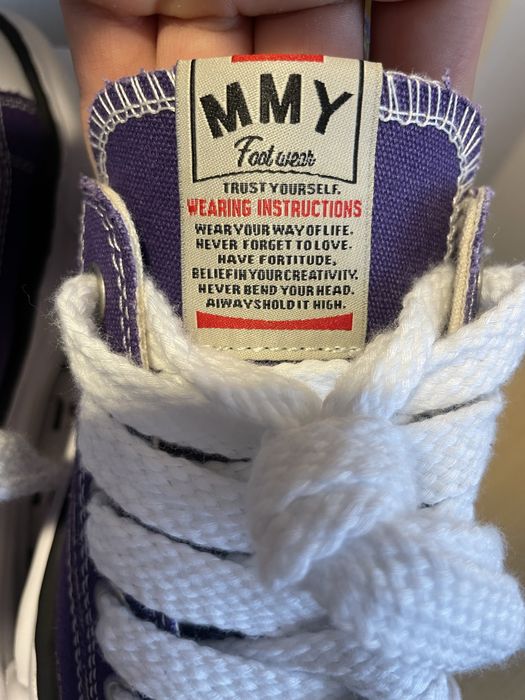 MMY
Footwear
TRUST YOURSELF.
WEARING INSTRUCTIONS
WEAR YOUR WAY OF LIFE.
NEVER FORGET TO LOVE.
HAVE FORTITUDE,
BELIEF IN YOUR CREATIVITY.
NEVER BEND YOUR HEAD.
AlWAYS HOLD IT HIGH.